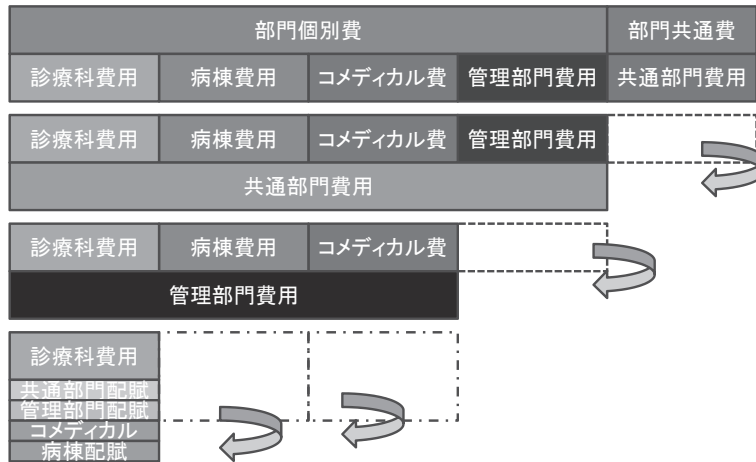 部門個別費 部門共通費
診療科費用 病棟費用 コメディカル費 管理部門費用 共通部門費用
診療科費用 病棟費用 コメディカル費 管理部門費用
共通部門費用
診療科費用 病棟費用 コメディカル費
管理部門費用
診療科費用
共通部門配賦
管理部門配賦
コメディカル
病棟配賦